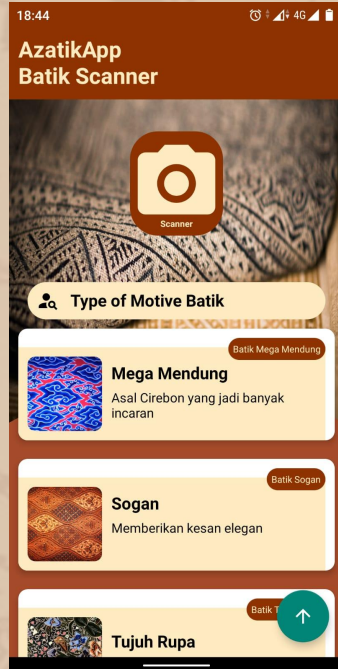 18:44
4G
AzatikApp
Batik Scanner
Scanner
Type of Motive Batik
Batik Mega Mendung
Mega Mendung
Asal Cirebon yang jadi banyak
incaran
Batik Sogan
Sogan
Memberikan kesan elegan
Batik
Tujuh Rupa